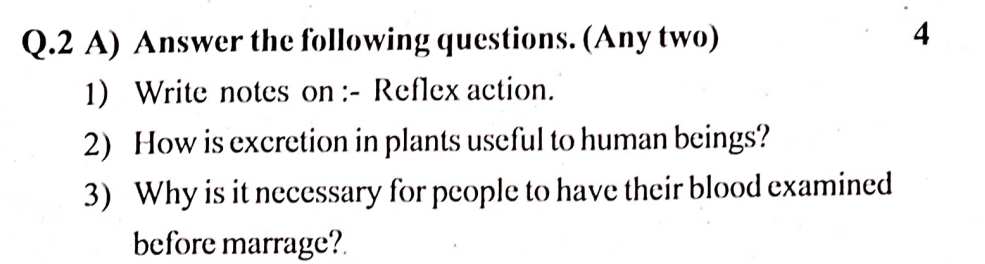 Q.2 A) Answer the following questions. (Any two) 4
1) Write notes on :- Reflex action.
2) How is excretion in plants useful to human beings?
3) Why is it necessary for people to have their blood examined
before marrage?.